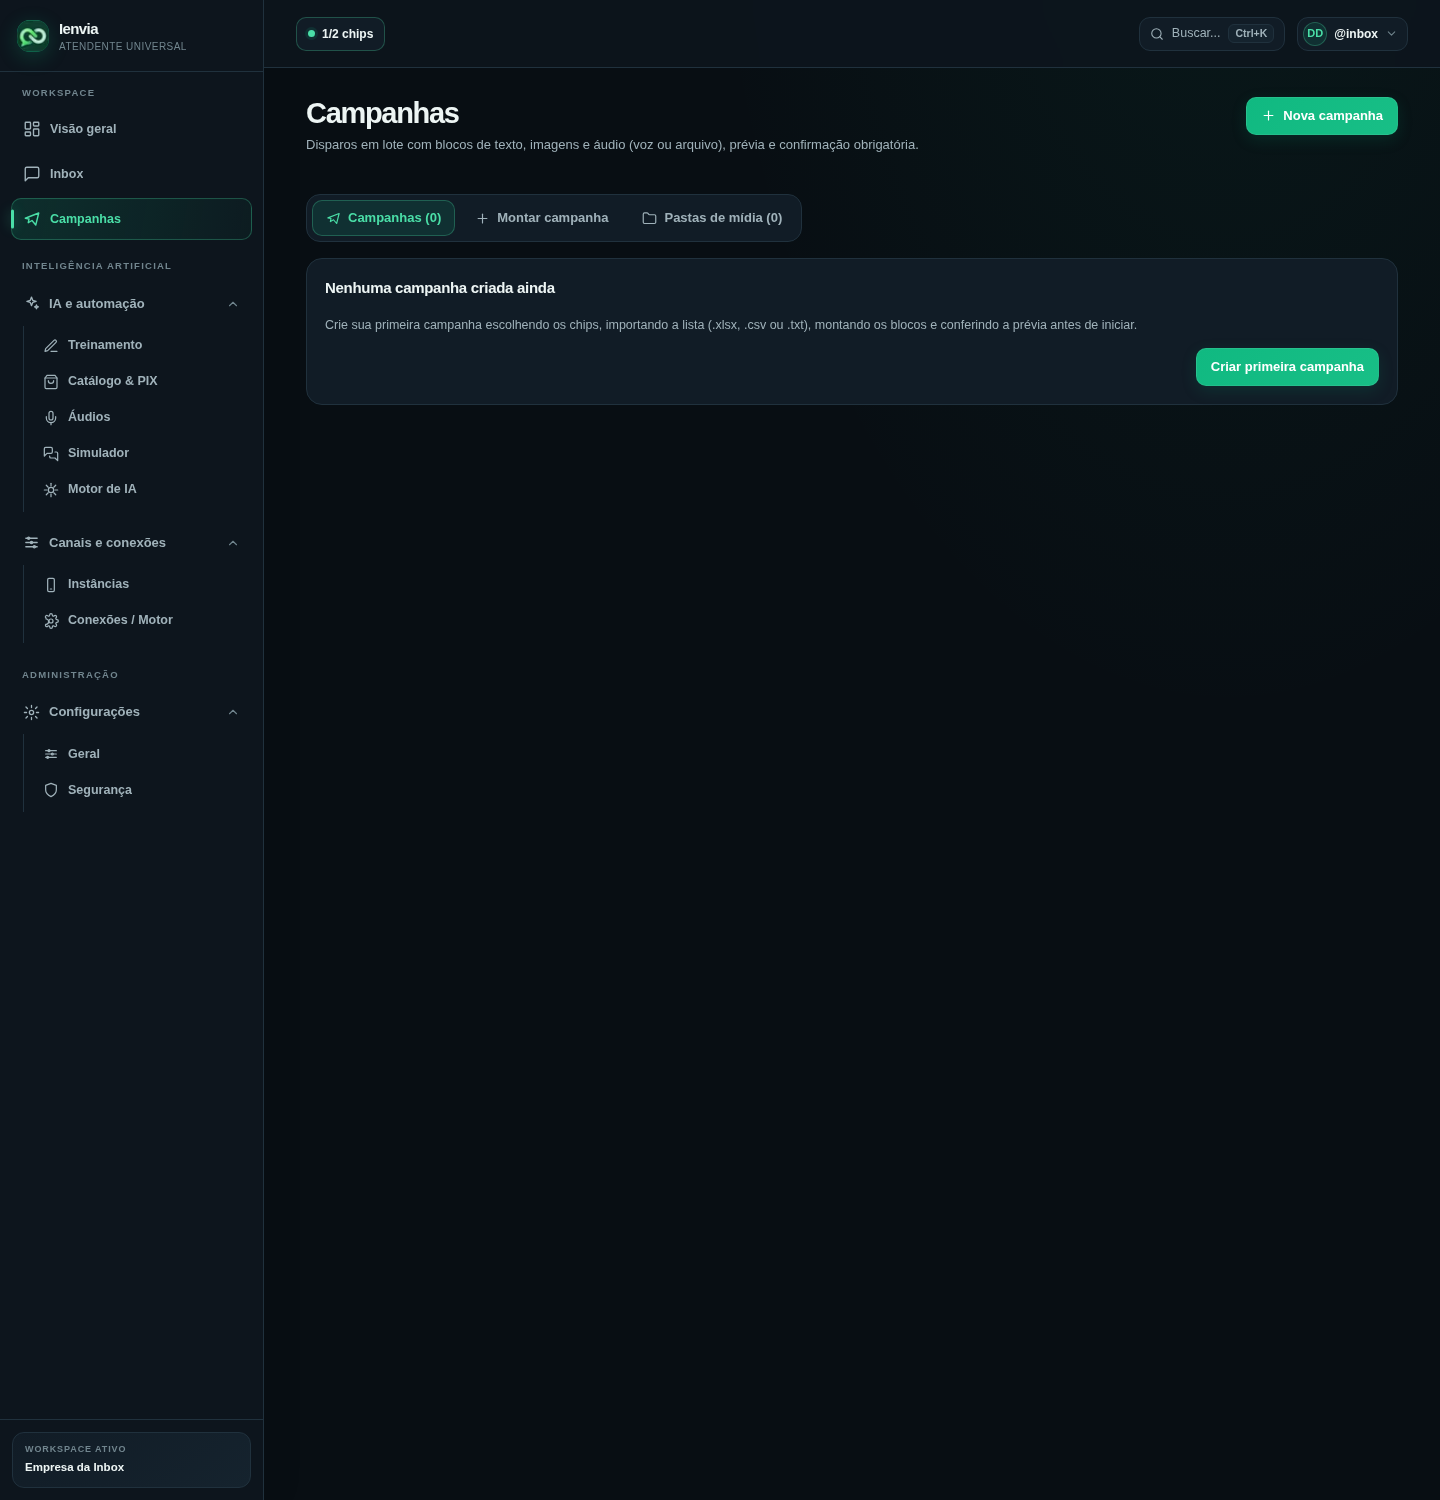 Ienvia
ATENDENTE UNIVERSAL
WORKSPACE
Visão geral
Inbox
Campanhas
INTELIGÊNCIA ARTIFICIAL
IA e automação
Treinamento
Catálogo & PIX
Áudios
Simulador
Motor de IA
Canais e conexões
Instâncias
Conexões / Motor
ADMINISTRAÇÃO
Configurações
Geral
Segurança
WORKSPACE ATIVO
Empresa da Inbox
1/2 chips
Buscar... Ctrl+K
DD @inbox
Campanhas
Nova campanha
Disparos em lote com blocos de texto, imagens e áudio (voz ou arquivo), prévia e confirmação obrigatória.
Campanhas (0) Montar campanha Pastas de mídia (0)
Nenhuma campanha criada ainda
Crie sua primeira campanha escolhendo os chips, importando a lista (.xlsx, .csv ou .txt), montando os blocos e conferindo a prévia antes de iniciar.
Criar primeira campanha